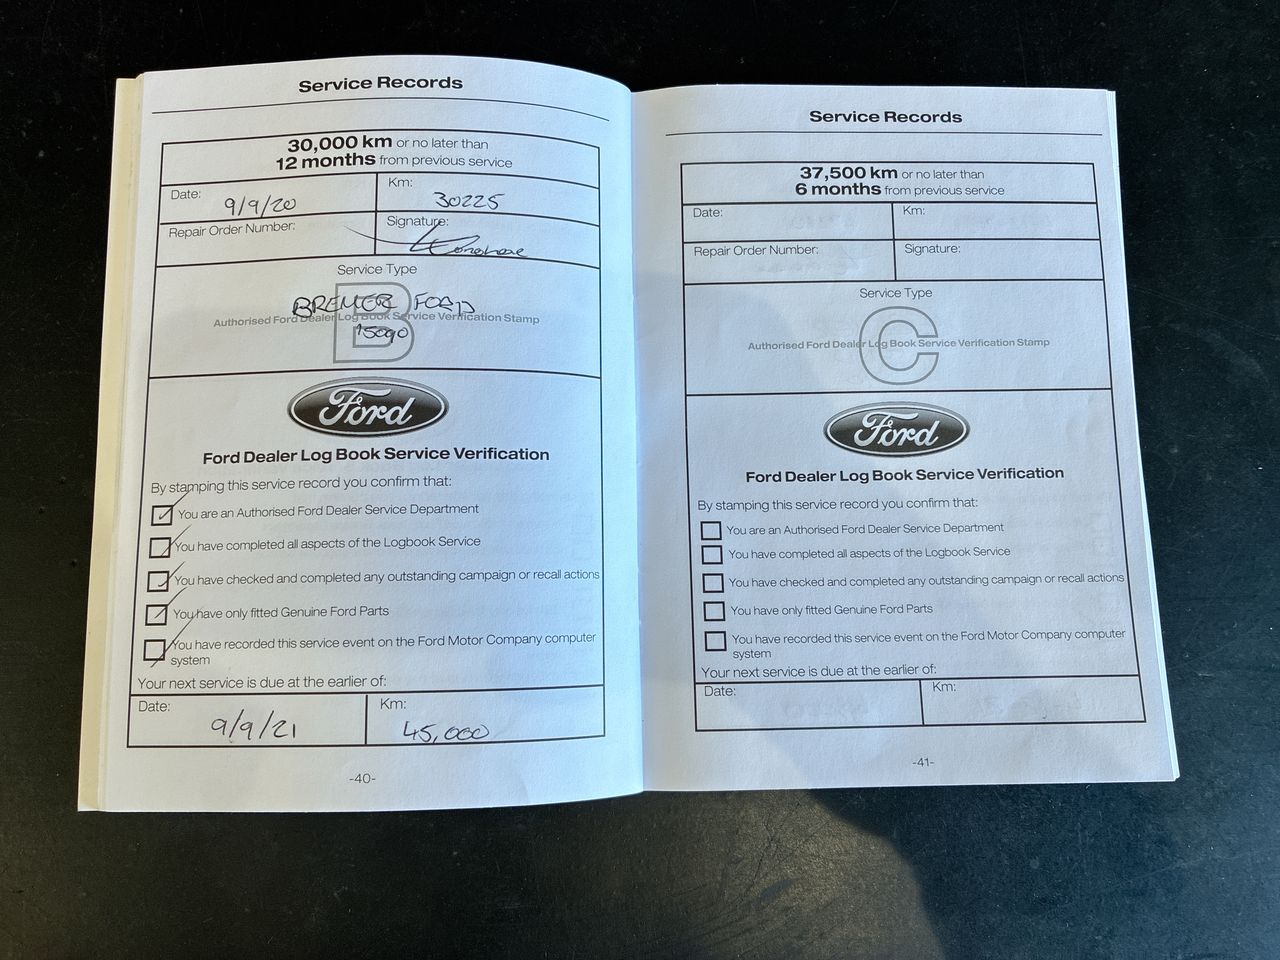 Service Records
30,000 km or no later than
12 months from previous service
Date: 9/9/20
Km: 30225
Repair Order Number:
Signature:
Service Type
B
BREMER FORD
Authorised Ford Dealer Log Book Service Verification Stamp
15090
Ford
Ford Dealer Log Book Service Verification
By stamping this service record you confirm that:
You are an Authorised Ford Dealer Service Department
You have completed all aspects of the Logbook Service
You have checked and completed any outstanding campaign or recall actions
You have only fitted Genuine Ford Parts
You have recorded this service event on the Ford Motor Company computer
system
Your next service is due at the earlier of:
Date: 9/9/21
Km: 45,000
-40-
Service Records
37,500 km or no later than
6 months from previous service
Date:
Km:
Repair Order Number:
Signature:
Service Type
C
Authorised Ford Dealer Log Book Service Verification Stamp
Ford
Ford Dealer Log Book Service Verification
By stamping this service record you confirm that:
You are an Authorised Ford Dealer Service Department
You have completed all aspects of the Logbook Service
You have checked and completed any outstanding campaign or recall actions
You have only fitted Genuine Ford Parts
You have recorded this service event on the Ford Motor Company computer
system
Your next service is due at the earlier of:
Date:
Km:
-41-